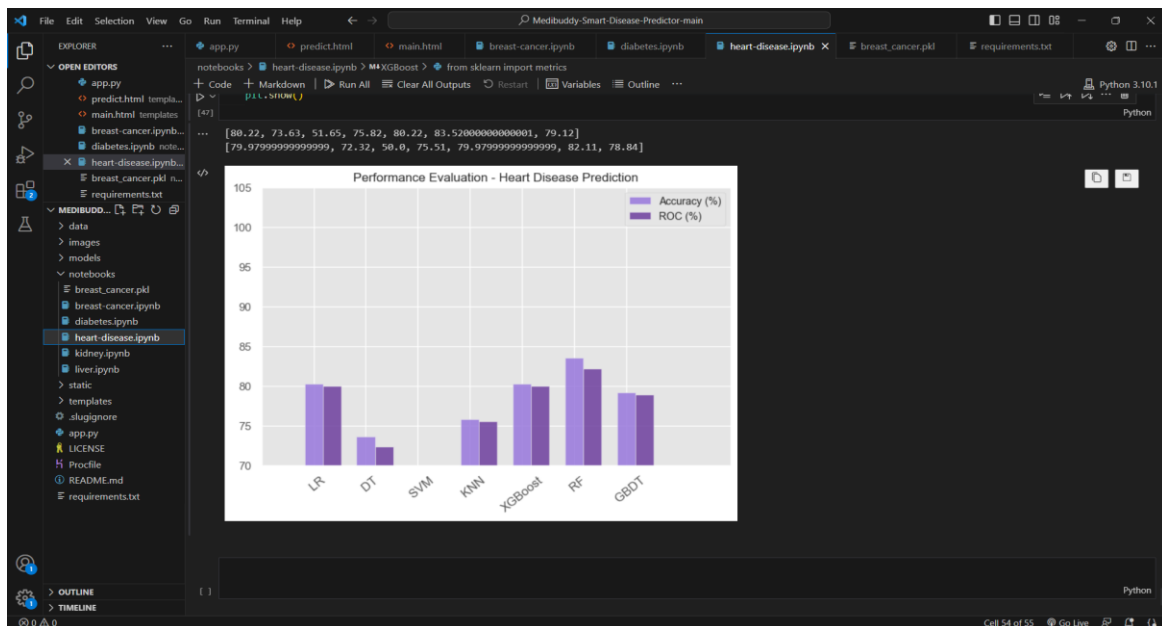 File Edit Selection View Go Run Terminal Help
Medibuddy-Smart-Disease-Predictor-main
EXPLORER
OPEN EDITORS
app.py
predict.html templa...
main.html templates
breast-cancer.ipynb...
diabetes.ipynb note...
heart-disease.ipynb...
breast_cancer.pkl n...
requirements.txt
MEDIBUDD...
data
images
models
notebooks
breast_cancer.pkl
breast-cancer.ipynb
diabetes.ipynb
heart-disease.ipynb
kidney.ipynb
liver.ipynb
static
templates
.slugignore
app.py
LICENSE
Procfile
README.md
requirements.txt
OUTLINE
TIMELINE
app.py predict.html main.html breast-cancer.ipynb diabetes.ipynb heart-disease.ipynb breast_cancer.pkl requirements.txt
notebooks > heart-disease.ipynb > M↓XGBoost > from sklearn import metrics
+ Code + Markdown Run All Clear All Outputs Restart Variables Outline ... Python 3.10.1
plt.show()
[47] Python
[80.22, 73.63, 51.65, 75.82, 80.22, 83.52000000000001, 79.12]
[79.97999999999999, 72.32, 50.0, 75.51, 79.97999999999999, 82.11, 78.84]
Performance Evaluation - Heart Disease Prediction
Accuracy (%)
ROC (%)
105
100
95
90
85
80
75
70
LR DT SVM KNN XGBoost RF GBDT
[ ] Python
2
1
1
0 0 Cell 54 of 55 Go Live